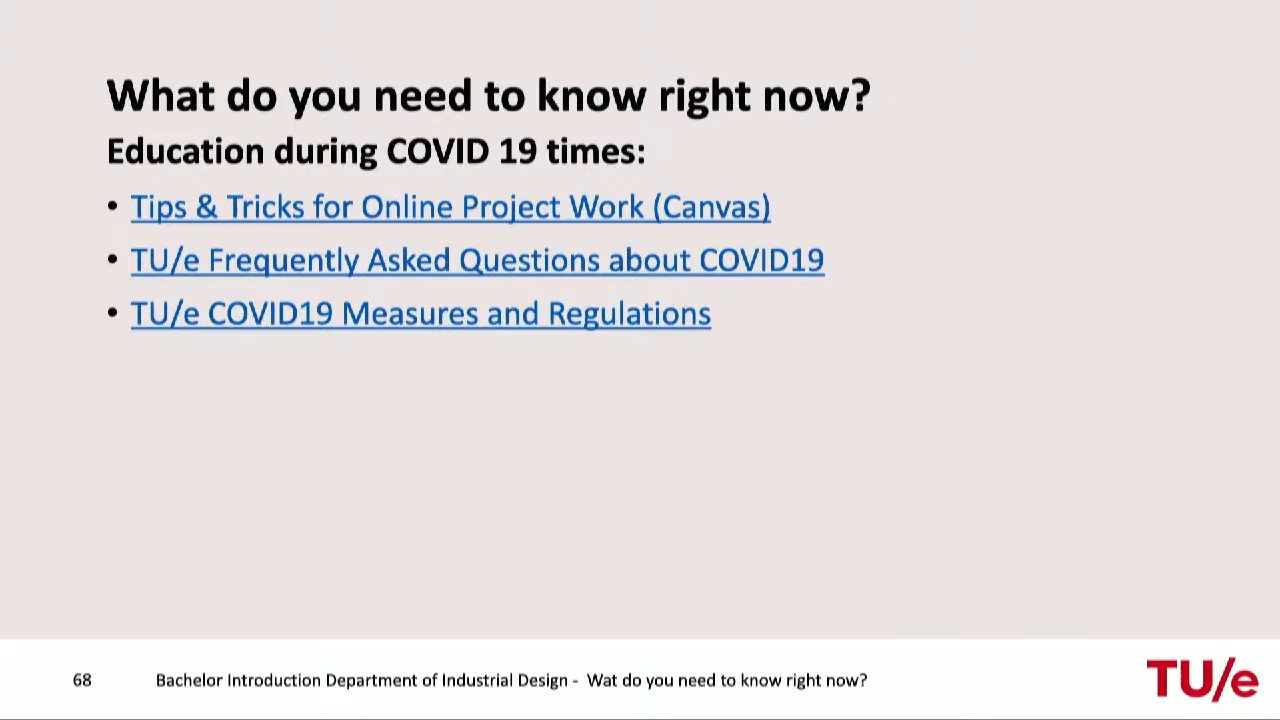 What do you need to know right now?
Education during COVID 19 times:
• Tips & Tricks for Online Project Work (Canvas)
• TU/e Frequently Asked Questions about COVID19
• TU/e COVID19 Measures and Regulations
68 Bachelor Introduction Department of Industrial Design - Wat do you need to know right now?
TU/e